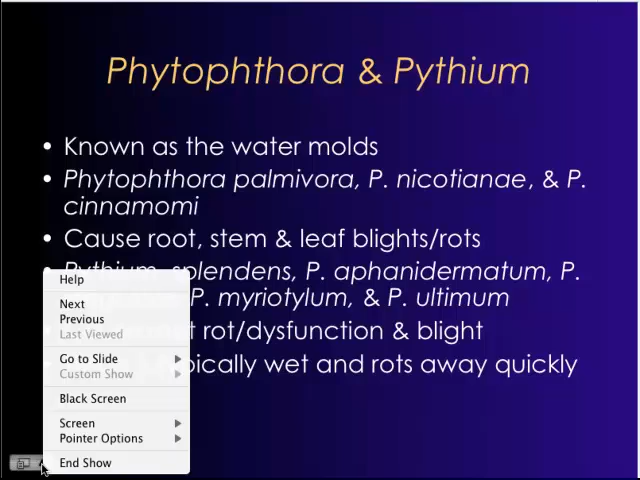 Phytophthora & Pythium
• Known as the water molds
• Phytophthora palmivora, P. nicotianae, & P.
cinnamomi
• Cause root, stem & leaf blights/rots
• Pythium splendens, P. aphanidermatum, P.
P. myriotylum, & P. ultimum
rot/dysfunction & blight
typically wet and rots away quickly
Help
Next
Previous
Last Viewed
Go to Slide
Custom Show
Black Screen
Screen
Pointer Options
End Show